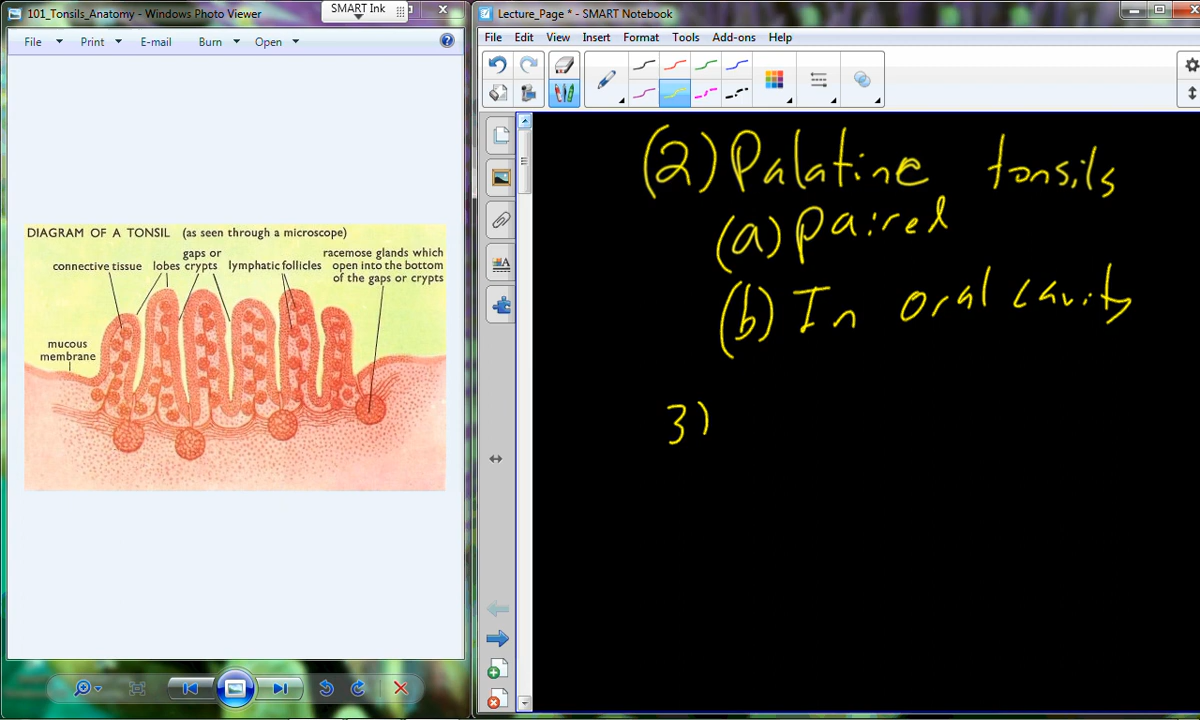 101_Tonsils_Anatomy - Windows Photo Viewer
SMART Ink
File Print E-mail Burn Open
DIAGRAM OF A TONSIL (as seen through a microscope)
connective tissue
lobes
gaps or
crypts
lymphatic follicles
racemose glands which
open into the bottom
of the gaps or crypts
mucous
membrane
Lecture_Page * - SMART Notebook
File Edit View Insert Format Tools Add-ons Help
(2) Palatine tonsils
(a) Paired
(b) In oral cavity
3)